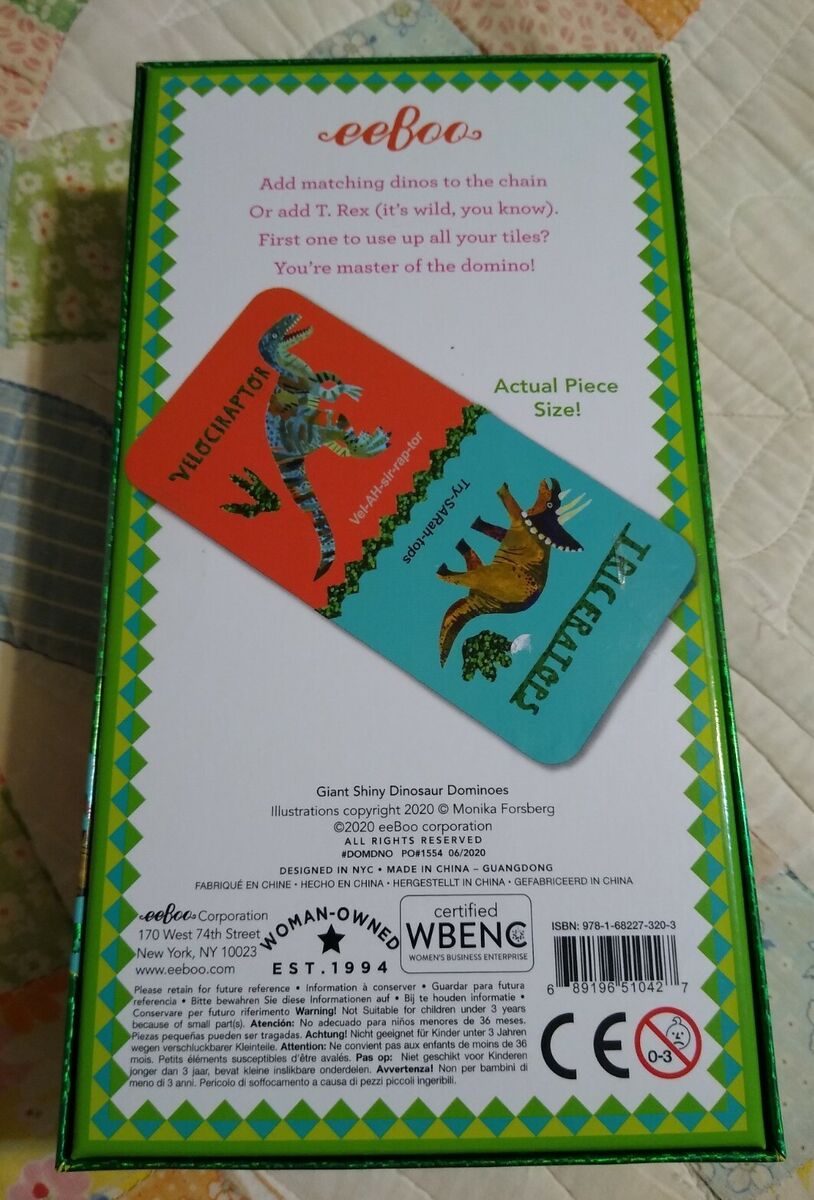 eeBoo
Add matching dinos to the chain
Or add T. Rex (it's wild, you know).
First one to use up all your tiles?
You're master of the domino!
Actual Piece
Size!
VELOCIRAPTOR
Vel-AH-sir-rap-tor
Try-SARah-tops
TRICERATOPS
Giant Shiny Dinosaur Dominoes
Illustrations copyright 2020 © Monika Forsberg
©2020 eeBoo corporation
ALL RIGHTS RESERVED
#DOMDNO PO#1554 06/2020
DESIGNED IN NYC • MADE IN CHINA – GUANGDONG
FABRIQUÉ EN CHINE • HECHO EN CHINA • HERGESTELLT IN CHINA • GEFABRICEERD IN CHINA
eeBoo Corporation
170 West 74th Street
New York, NY 10023
www.eeboo.com
WOMAN-OWNED
EST. 1994
certified
WBENC
WOMEN'S BUSINESS ENTERPRISE
ISBN: 978-1-68227-320-3
6 89196 51042 7
Please retain for future reference • Information à conserver • Guardar para futura
referencia • Bitte bewahren Sie diese Informationen auf • Bij te houden informatie •
Conservare per futuro riferimento Warning! Not Suitable for children under 3 years
because of small part(s). Atención: No adecuado para niños menores de 36 meses.
Piezas pequeñas pueden ser tragadas. Achtung! Nicht geeignet für Kinder unter 3 Jahren
wegen verschluckbarer Kleinteile. Attention: Ne convient pas aux enfants de moins de 36
mois. Petits éléments susceptibles d'être avalés. Pas op: Niet geschikt voor Kinderen
jonger dan 3 jaar, bevat kleine inslikbare onderdelen. Avvertenza! Non per bambini di
meno di 3 anni. Pericolo di soffocamento a causa di pezzi piccoli ingeribili.
CE
0-3